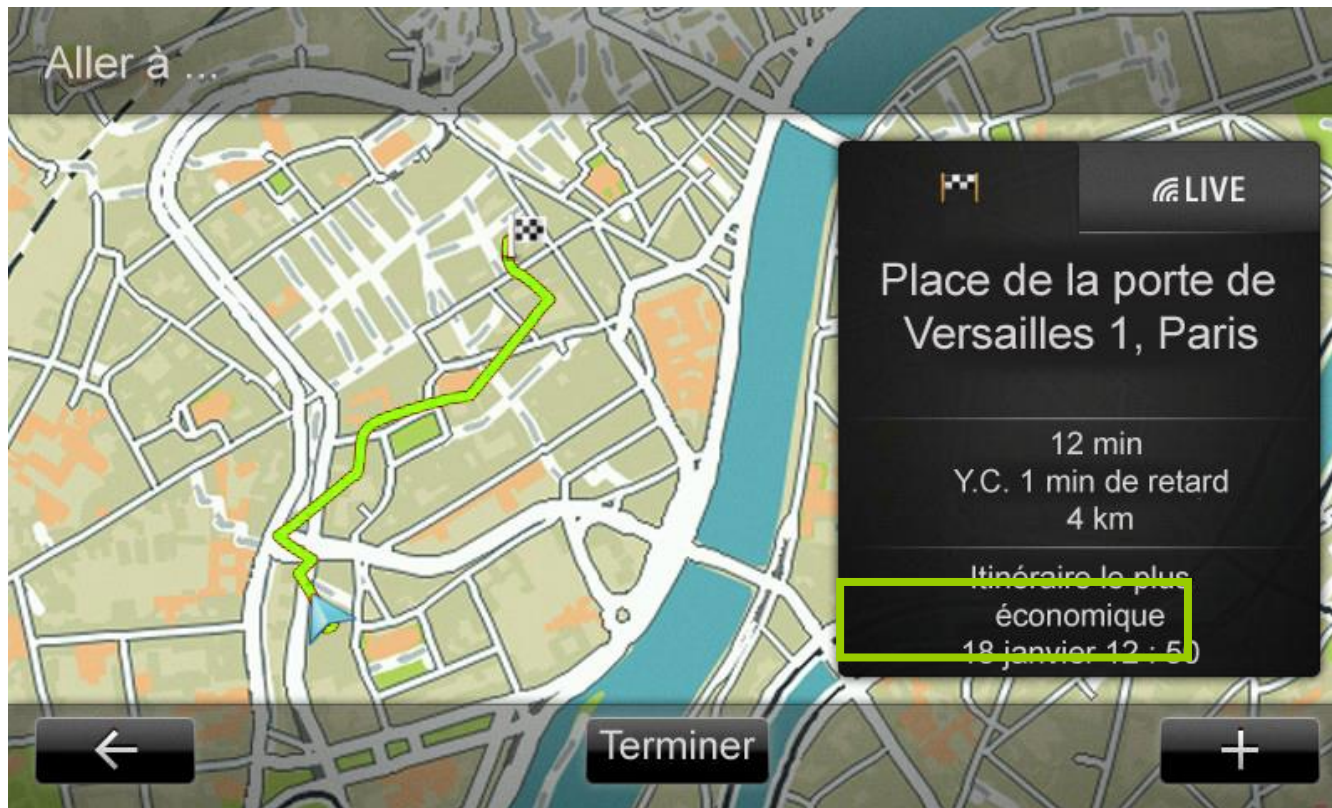 Aller à ...
LIVE
Place de la porte de
Versailles 1, Paris
12 min
Y.C. 1 min de retard
4 km
Itinéraire le plus
économique
18 janvier 12 : 50
Terminer